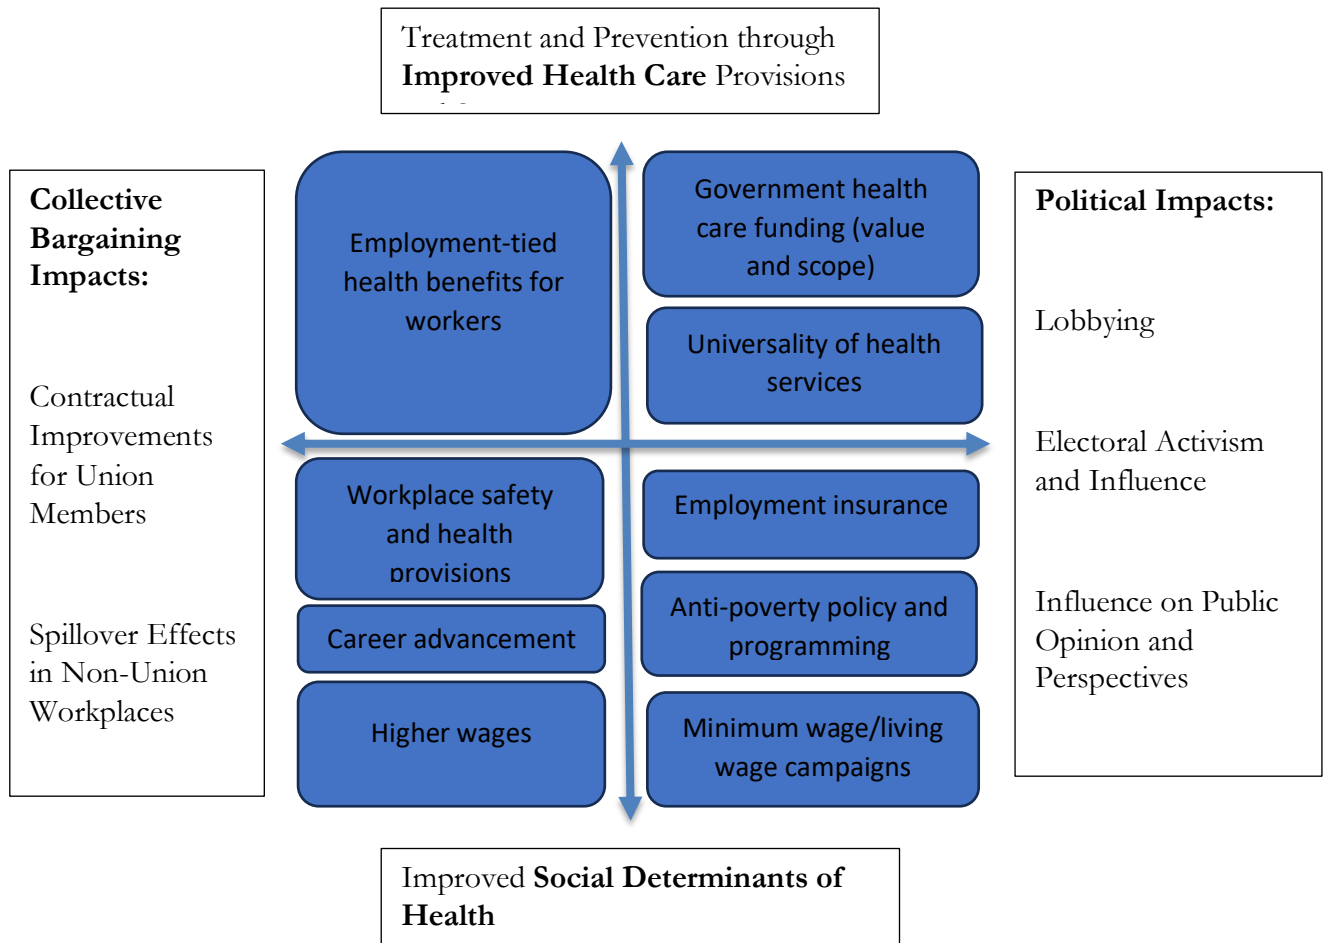 Treatment and Prevention through
Improved Health Care Provisions
Collective
Bargaining
Impacts:
Contractual
Improvements
for Union
Members
Spillover Effects
in Non-Union
Workplaces
Employment-tied
health benefits for
workers
Government health
care funding (value
and scope)
Universality of health
services
Workplace safety
and health
provisions
Career advancement
Higher wages
Employment insurance
Anti-poverty policy and
programming
Minimum wage/living
wage campaigns
Political Impacts:
Lobbying
Electoral Activism
and Influence
Influence on Public
Opinion and
Perspectives
Improved Social Determinants of
Health